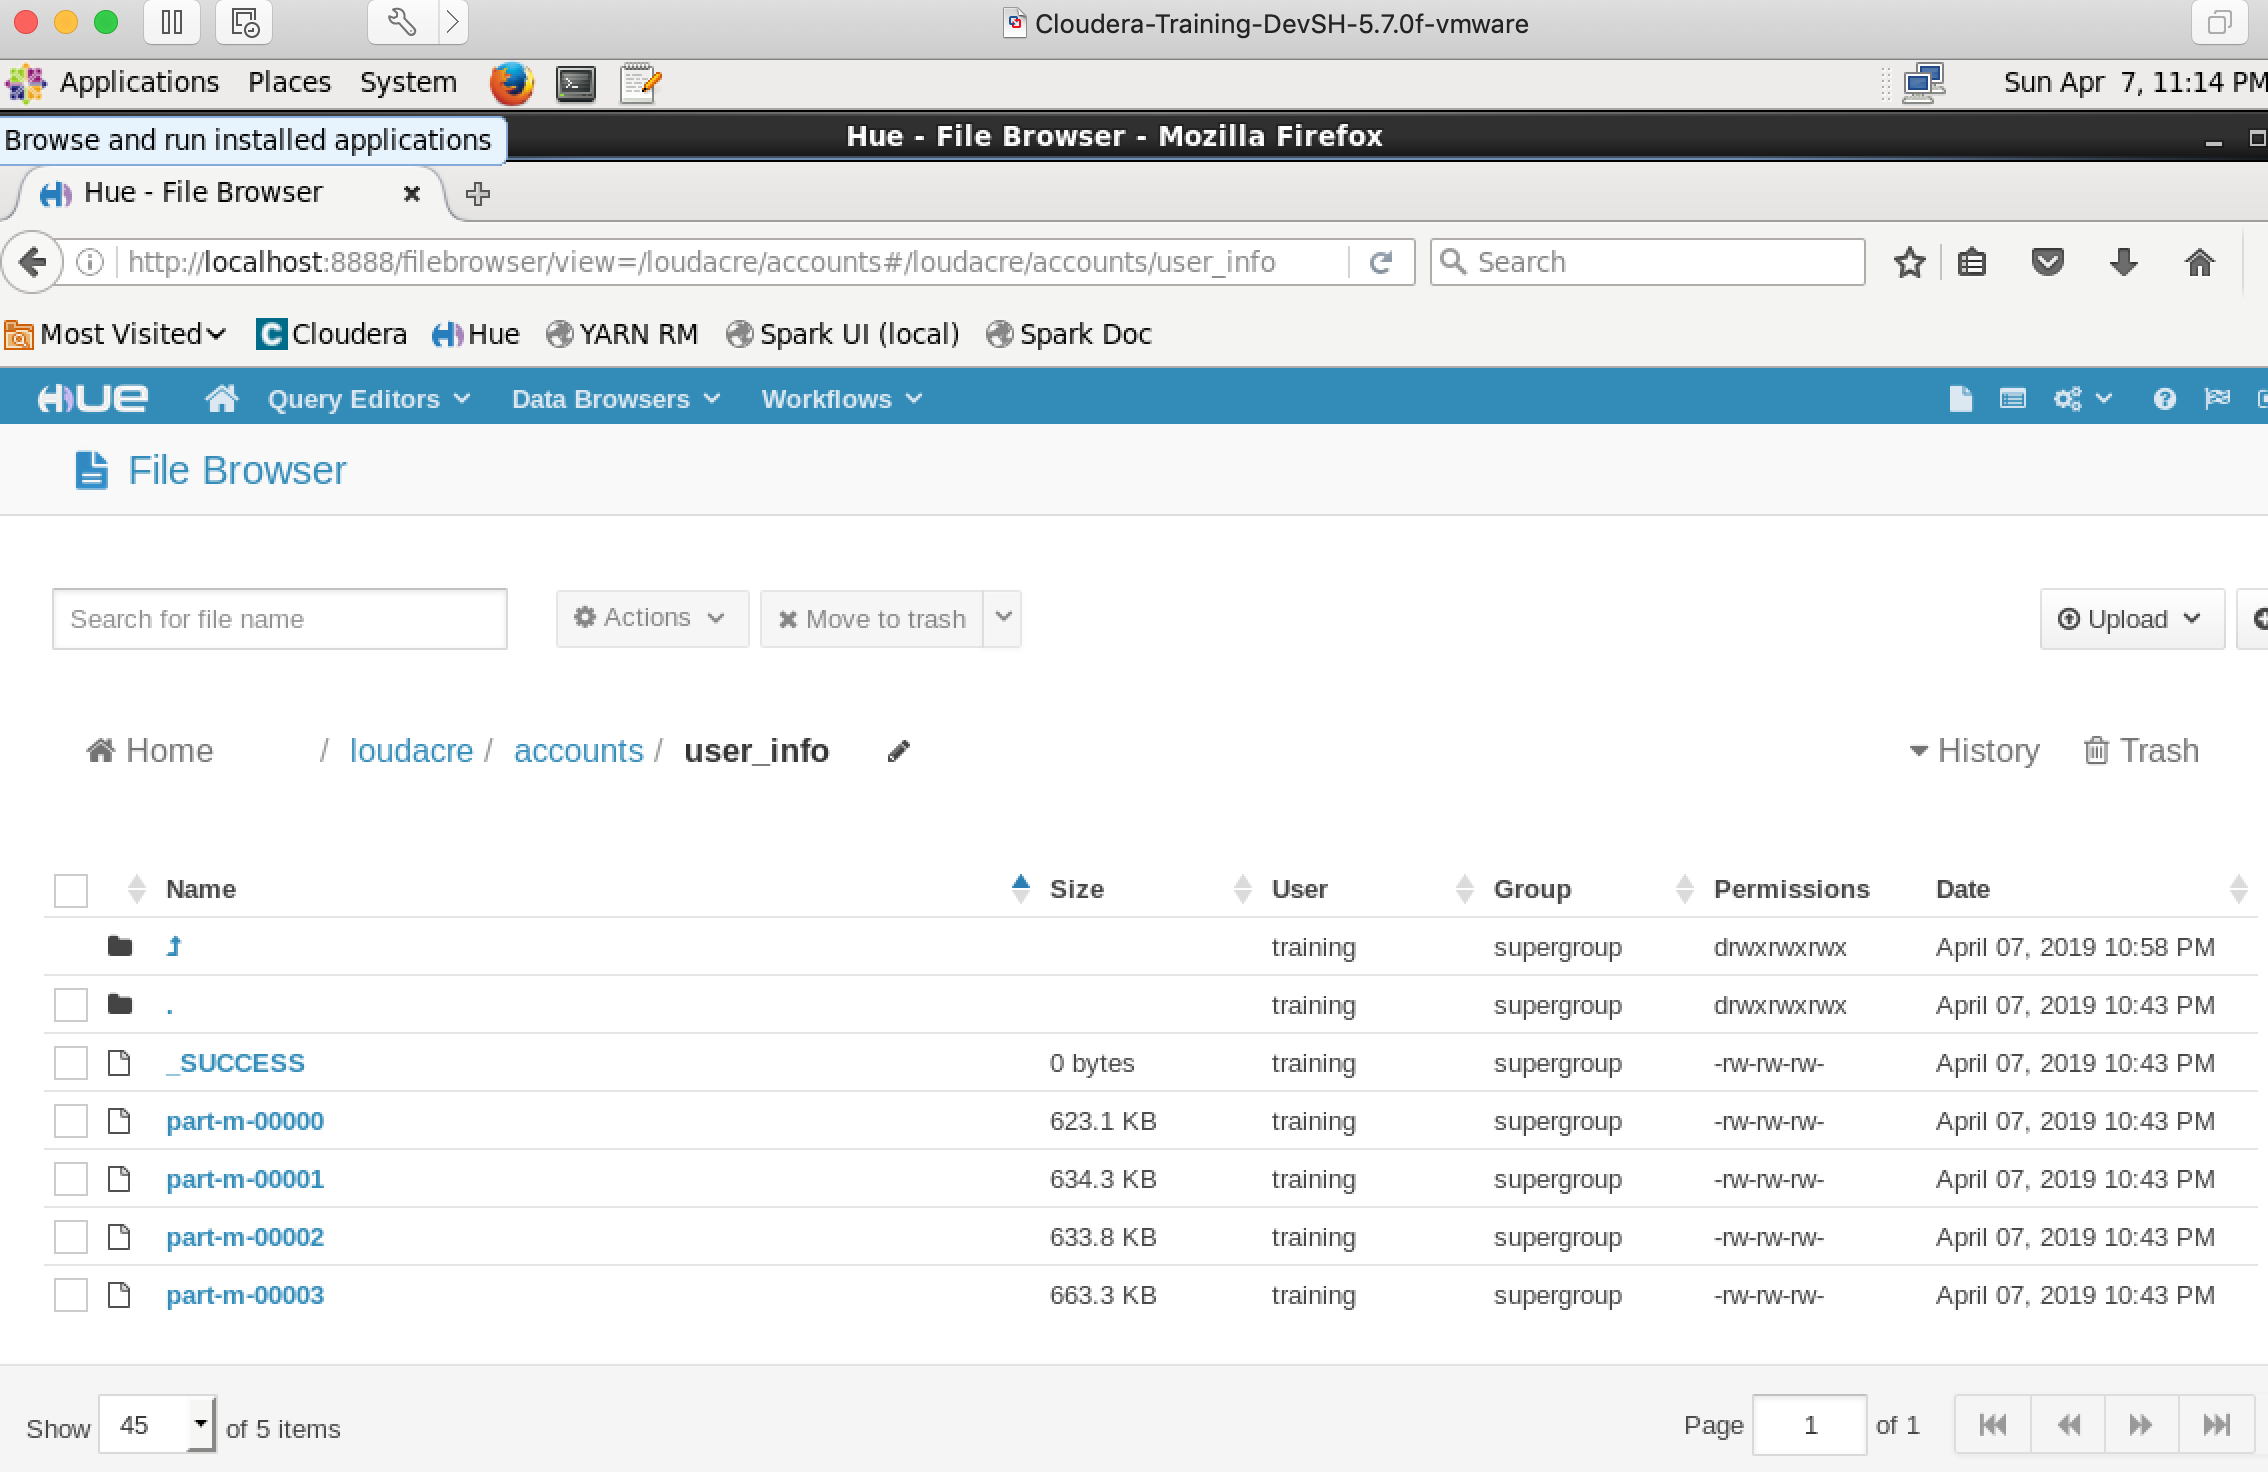 Cloudera-Training-DevSH-5.7.0f-vmware
Applications Places System Sun Apr 7, 11:14 PM
Browse and run installed applications
Hue - File Browser - Mozilla Firefox
Hue - File Browser
http://localhost:8888/filebrowser/view=/loudacre/accounts#/loudacre/accounts/user_info Search
Most Visited Cloudera Hue YARN RM Spark UI (local) Spark Doc
HUE Query Editors Data Browsers Workflows
File Browser
Search for file name Actions Move to trash Upload
Home / loudacre / accounts / user_info History Trash
Name Size User Group Permissions Date
training supergroup drwxrwxrwx April 07, 2019 10:58 PM
. training supergroup drwxrwxrwx April 07, 2019 10:43 PM
_SUCCESS 0 bytes training supergroup -rw-rw-rw- April 07, 2019 10:43 PM
part-m-00000 623.1 KB training supergroup -rw-rw-rw- April 07, 2019 10:43 PM
part-m-00001 634.3 KB training supergroup -rw-rw-rw- April 07, 2019 10:43 PM
part-m-00002 633.8 KB training supergroup -rw-rw-rw- April 07, 2019 10:43 PM
part-m-00003 663.3 KB training supergroup -rw-rw-rw- April 07, 2019 10:43 PM
Show 45 of 5 items Page 1 of 1